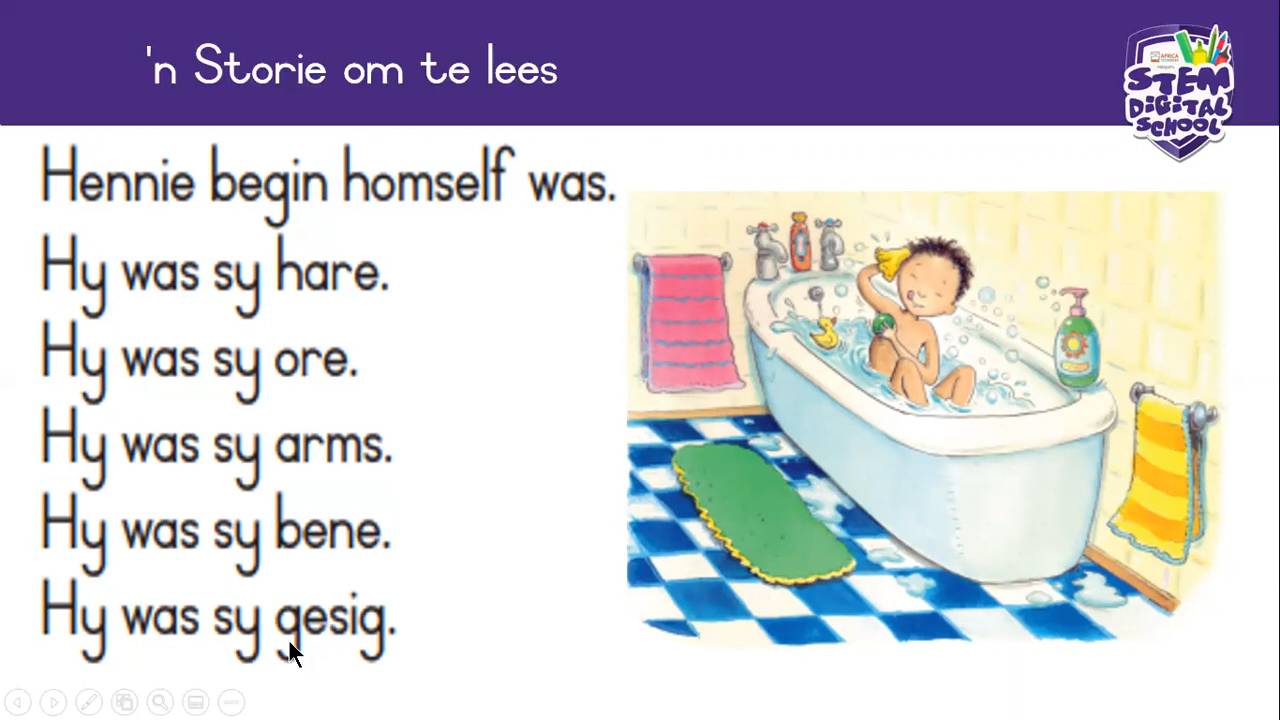 'n Storie om te lees
STEM
DIGITAL
SCHOOL
Hennie begin homself was.
Hy was sy hare.
Hy was sy ore.
Hy was sy arms.
Hy was sy bene.
Hy was sy gesig.